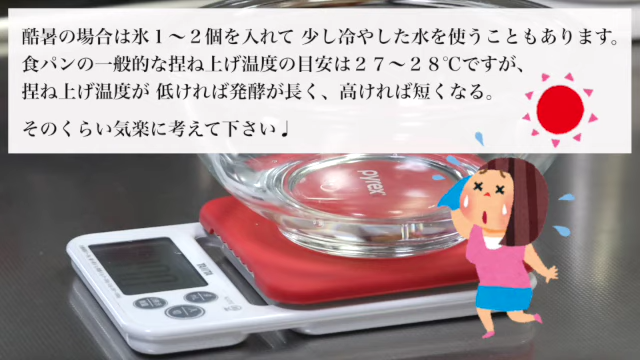 酷暑の場合は氷１～２個を入れて 少し冷やした水を使うこともあります。
食パンの一般的な捏ね上げ温度の目安は２７～２８℃ですが、
捏ね上げ温度が 低ければ発酵が長く、高ければ短くなる。
そのくらい気楽に考えて下さい♩
pyrex
TANITA